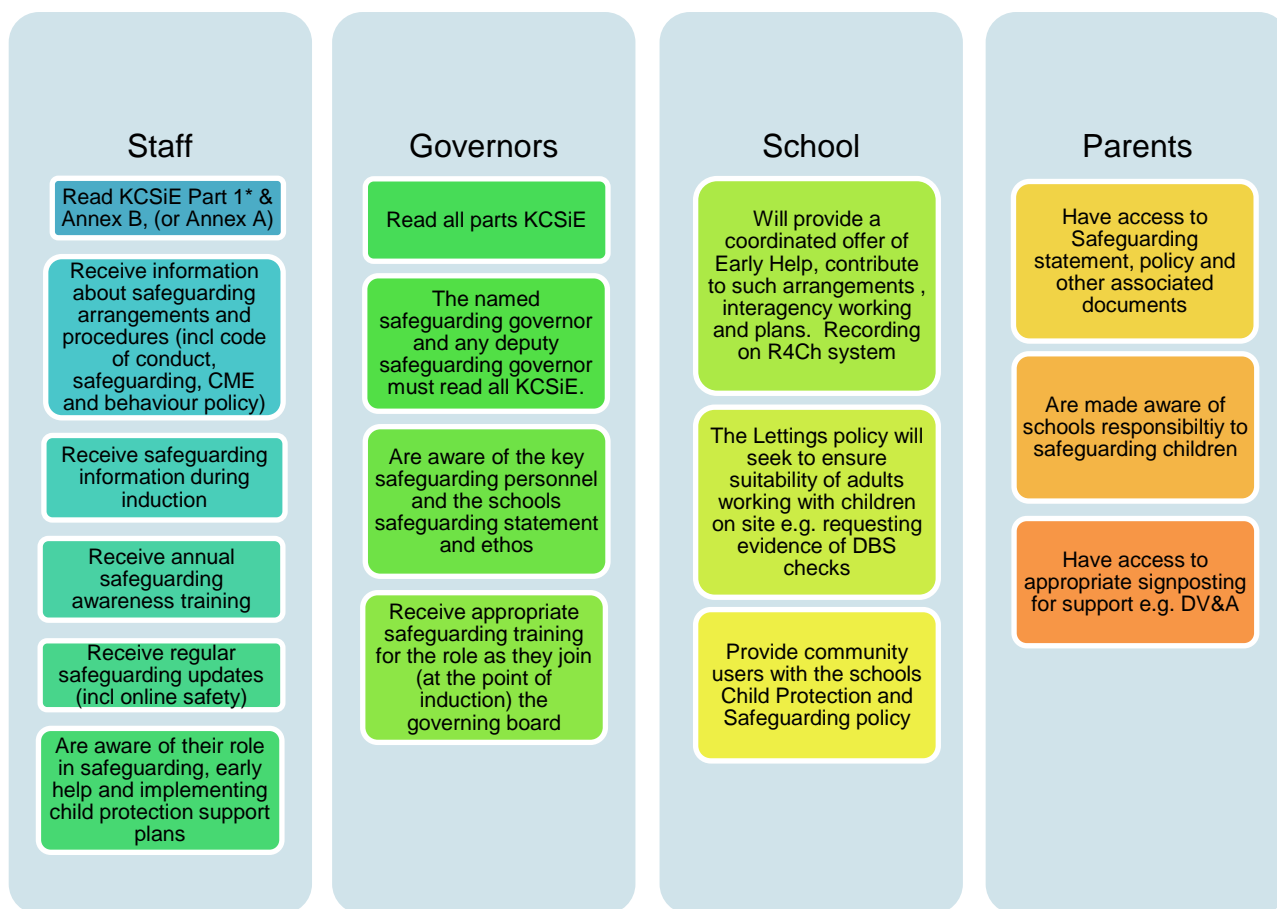 Staff
Read KCSiE Part 1* &
Annex B, (or Annex A)
Receive information
about safeguarding
arrangements and
procedures (incl code
of conduct,
safeguarding, CME
and behaviour policy)
Receive safeguarding
information during
induction
Receive annual
safeguarding
awareness training
Receive regular
safeguarding updates
(incl online safety)
Are aware of their role
in safeguarding, early
help and implementing
child protection support
plans
Governors
Read all parts KCSiE
The named
safeguarding governor
and any deputy
safeguarding governor
must read all KCSiE.
Are aware of the key
safeguarding personnel
and the schools
safeguarding statement
and ethos
Receive appropriate
safeguarding training
for the role as they join
(at the point of
induction) the
governing board
School
Will provide a
coordinated offer of
Early Help, contribute
to such arrangements ,
interagency working
and plans.  Recording
on R4Ch system
The Lettings policy will
seek to ensure
suitability of adults
working with children
on site e.g. requesting
evidence of DBS
checks
Provide community
users with the schools
Child Protection and
Safeguarding policy
Parents
Have access to
Safeguarding
statement, policy and
other associated
documents
Are made aware of
schools responsibiltiy to
safeguarding children
Have access to
appropriate signposting
for support e.g. DV&A